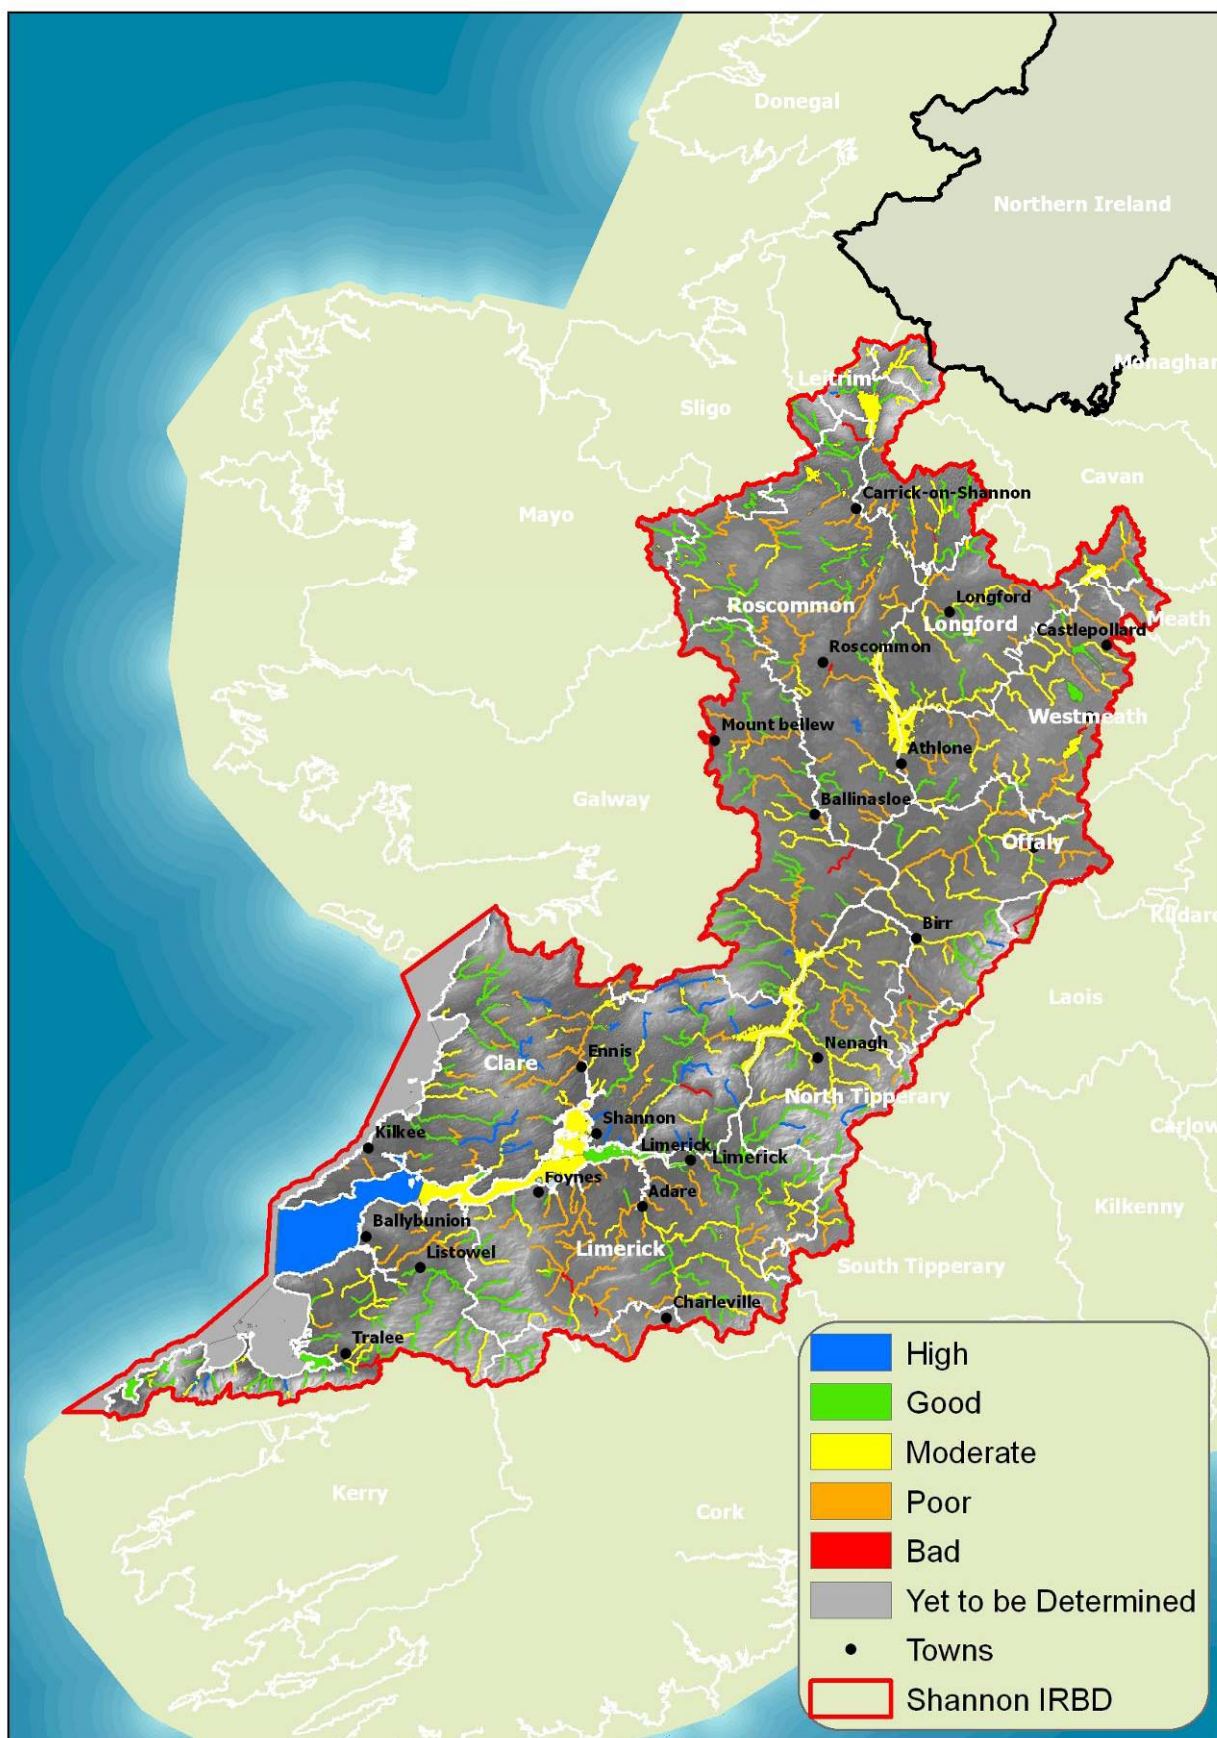 Donegal
Northern Ireland
Monaghan
Leitrim
Sligo
Cavan
Carrick-on-Shannon
Mayo
Longford
Roscommon
Longford
Meath
Castlepollard
Roscommon
Westmeath
Mount bellew
Athlone
Galway
Ballinasloe
Offaly
Kildare
Birr
Laois
Nenagh
Ennis
Clare
North Tipperary
Shannon
Carlow
Kilkee
Limerick
Limerick
Foynes
Adare
Kilkenny
Ballybunion
Listowel
Limerick
South Tipperary
Charleville
Tralee
Kerry
Cork
High
Good
Moderate
Poor
Bad
Yet to be Determined
Towns
Shannon IRBD